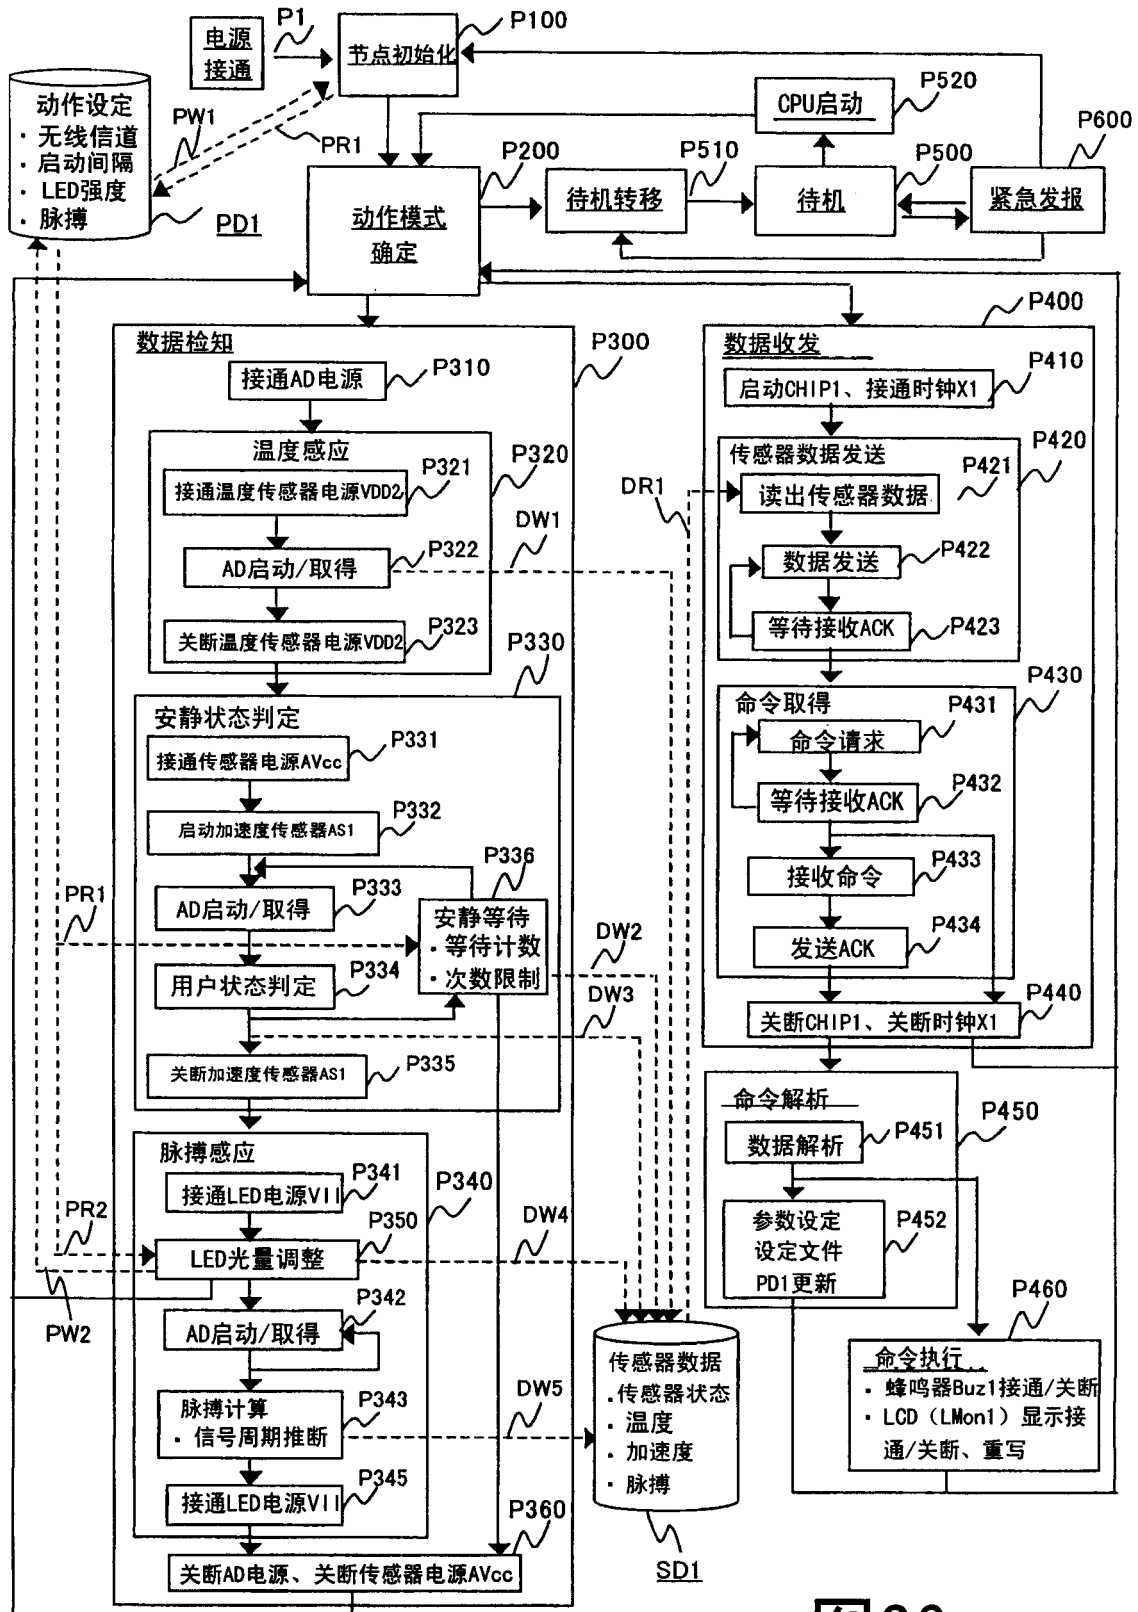 电源
接通
P1
P100
节点初始化
CPU启动
P520
P600
动作设定
· 无线信道
· 启动间隔
· LED强度
· 脉搏
PW1
PR1
PD1
P200
动作模式
确定
P510
待机转移
P500
待机
紧急发报
P400
数据检知
P300
接通AD电源
P310
温度感应
P320
接通温度传感器电源VDD2
P321
AD启动/取得
P322
DW1
关断温度传感器电源VDD2
P323
P330
安静状态判定
接通传感器电源AVcc
P331
启动加速度传感器AS1
P332
P336
AD启动/取得
P333
安静等待
· 等待计数
· 次数限制
PR1
DW2
用户状态判定
P334
DW3
关断加速度传感器AS1
P335
脉搏感应
接通LED电源VII
P341
P340
PR2
LED光量调整
P350
DW4
PW2
AD启动/取得
P342
脉搏计算
· 信号周期推断
P343
DW5
接通LED电源VII
P345
P360
关断AD电源、关断传感器电源AVcc
数据收发
P410
启动CHIP1、接通时钟X1
P420
传感器数据发送
DR1
读出传感器数据
P421
数据发送
P422
等待接收ACK
P423
P430
命令取得
命令请求
P431
等待接收ACK
P432
接收命令
P433
发送ACK
P434
P440
关断CHIP1、关断时钟X1
命令解析
P450
数据解析
P451
参数设定
设定文件
PD1更新
P452
P460
命令执行
· 蜂鸣器Buz1接通/关断
· LCD（LMon1）显示接
通/关断、重写
传感器数据
· 传感器状态
· 温度
· 加速度
· 脉搏
SD1